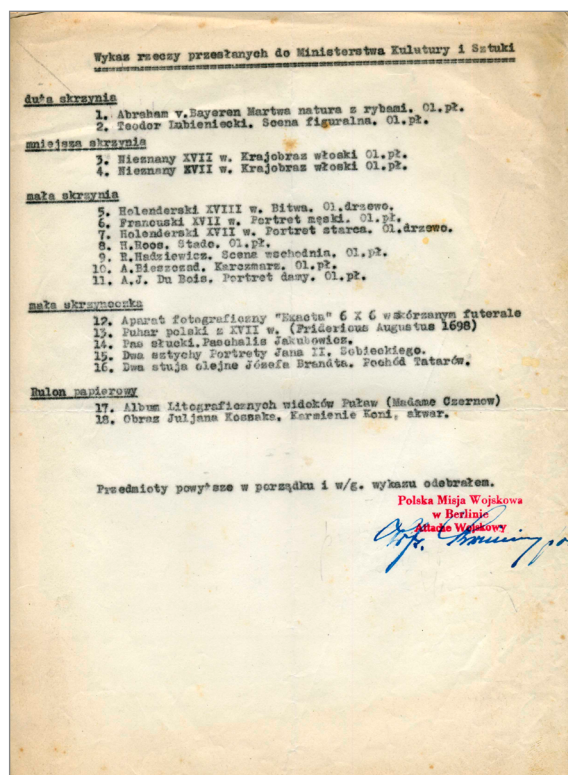 Wykaz rzeczy przesłanych do Ministerstwa Kulutury i Sztuki
duża skrzynia
1. Abraham v.Bayeren Martwa natura z rybami. Ol.pł.
2. Teodor Lubieniecki. Scena figuralna. Ol.pł.
mniejsza skrzynia
3. Nieznany XVII w. Krajobraz włoski Ol.pł.
4. Nieznany XVII w. Krajobraz włoski Ol.pł.
mała skrzynia
5. Holenderski XVIII w. Bitwa. Ol.drzewo.
6. Francuski XVII w. Portret męski. Ol.pł.
7. Holenderski XVII w. Portret starca. Ol.drzewo.
8. H.Roos. Stado. Ol.pł.
9. R.Hadziewicz. Scena wschodnia. Ol.pł.
10. A.Bieszczad. Karczmarz. Ol.pł.
11. A.J. Du Bois. Portret damy. Ol.pł.
mała skrzyneczka
12. Aparat fotograficzny "Exacta" 6 X 6 w skórzanym futerale
13. Puhar polski z XVII w. (Fridericus Augustus 1698)
14. Pas słucki.Paschalis Jakubowicz.
15. Dwa sztychy Portrety Jana II. Sobieckiego.
16. Dwa stuja olejne Józefa Brandta. Pochód Tatarów.
Rulon papierowy
17. Album Litograficznych widoków Puław (Madame Czernow)
18. Obraz Juljana Kossaka, Karmienie Koni, akwar.
Przedmioty powyższe w porządku i w/g. wykazu odebrałem.
Polska Misja Wojskowa
w Berlinie
Attache Wojskowy